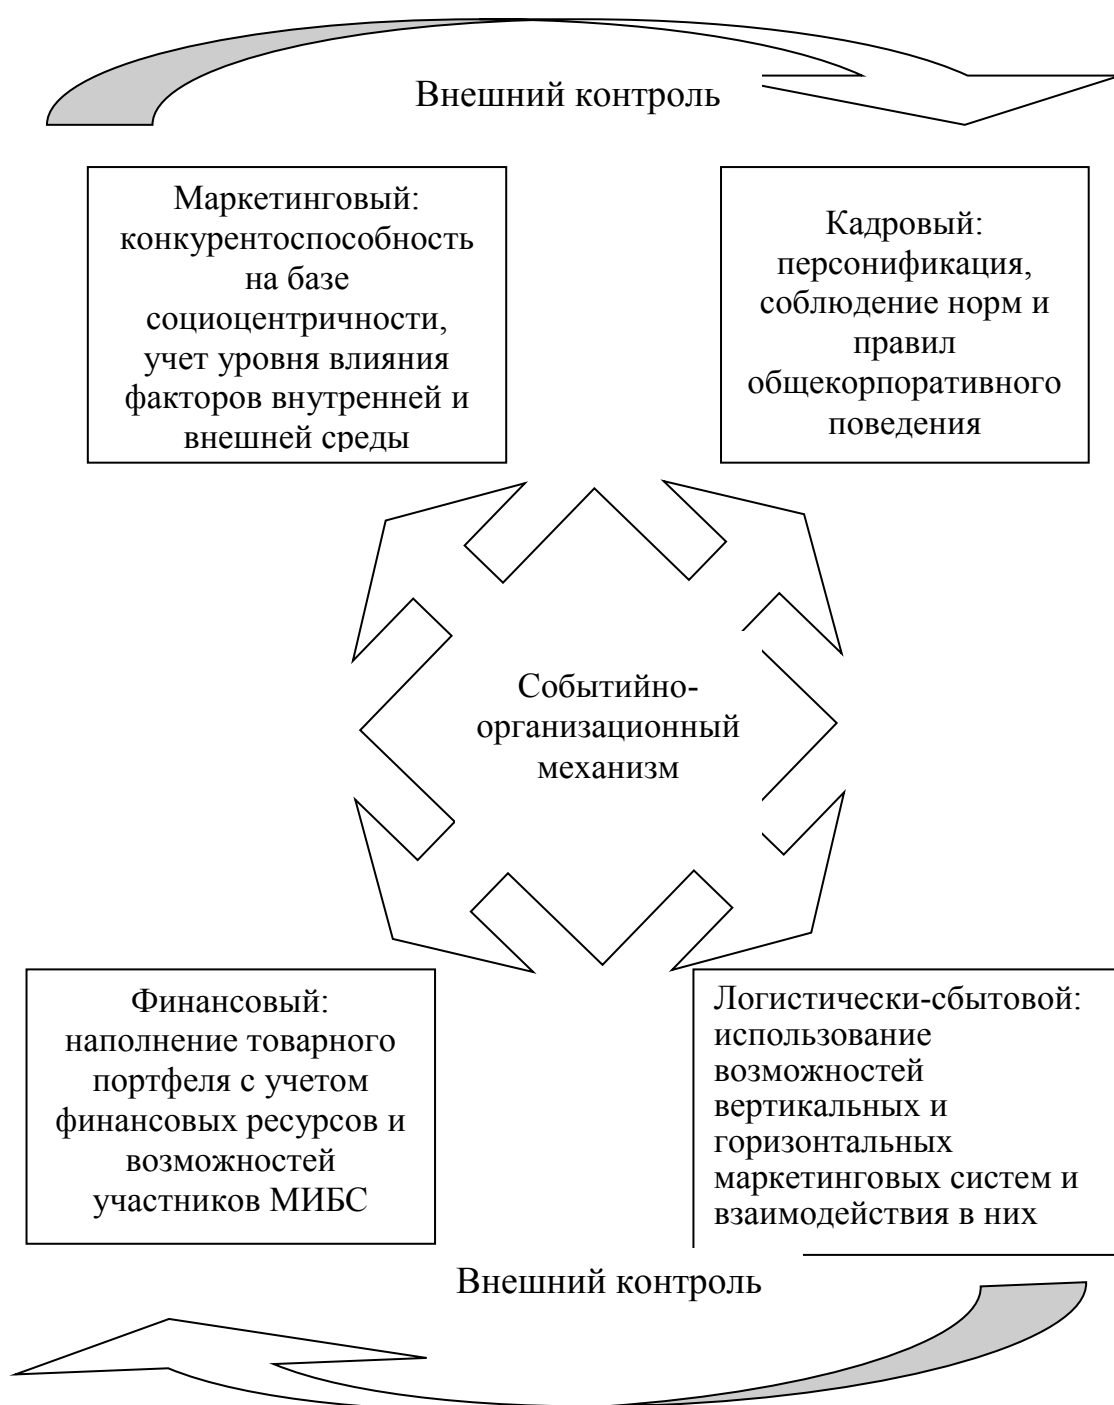 Внешний контроль
Маркетинговый:
конкурентоспособность
на базе
социоцентричности,
учет уровня влияния
факторов внутренней и
внешней среды
Кадровый:
персонификация,
соблюдение норм и
правил
общекорпоративного
поведения
Событийно-
организационный
механизм
Финансовый:
наполнение товарного
портфеля с учетом
финансовых ресурсов и
возможностей
участников МИБС
Логистически-сбытовой:
использование
возможностей
вертикальных и
горизонтальных
маркетинговых систем и
взаимодействия в них
Внешний контроль